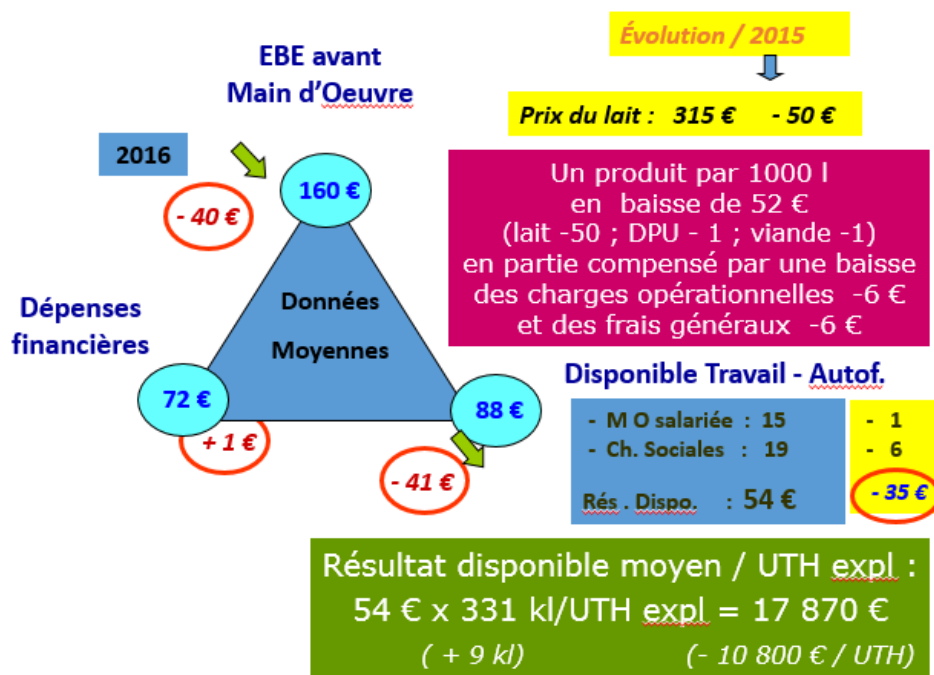 EBE avant
Main d'Oeuvre
Évolution / 2015
Prix du lait : 315 € - 50 €
2016
- 40 €
160 €
Un produit par 1000 l
en baisse de 52 €
(lait -50 ; DPU - 1 ; viande -1)
en partie compensé par une baisse
des charges opérationnelles -6 €
et des frais généraux -6 €
Dépenses
financières
Données
Moyennes
72 €
+ 1 €
88 €
- 41 €
Disponible Travail - Autof.
- M O salariée : 15 - 1
- Ch. Sociales : 19 - 6
Rés . Dispo. : 54 € - 35 €
Résultat disponible moyen / UTH expl :
54 € x 331 kl/UTH expl = 17 870 €
( + 9 kl) (- 10 800 € / UTH)